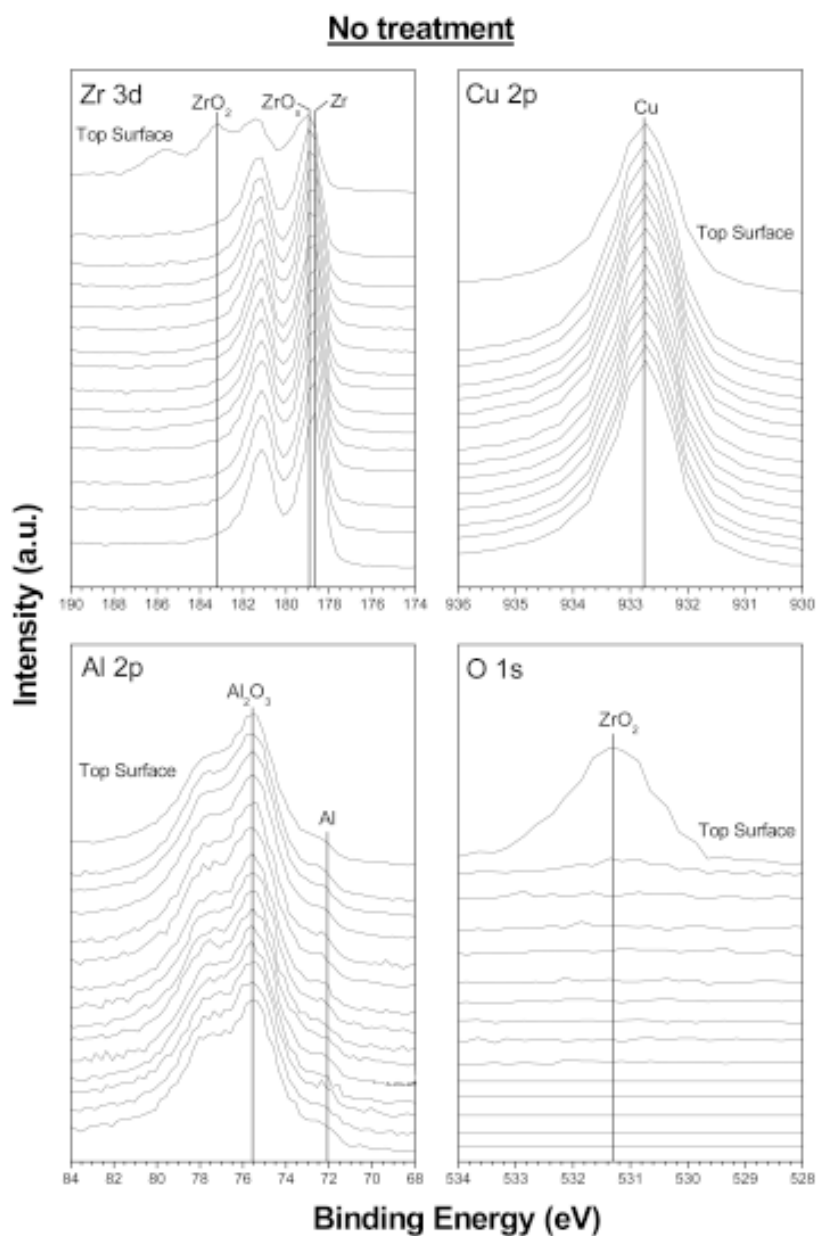 No treatment
Zr 3d
ZrO₂
ZrOₓ
Zr
Top Surface
190 188 186 184 182 180 178 176 174
Cu 2p
Cu
Top Surface
936 935 934 933 932 931 930
Intensity (a.u.)
Al 2p
Al₂O₃
Top Surface
Al
84 80 76 74 72 70 68
O 1s
ZrO₂
Top Surface
534 533 532 531 530 529 528
Binding Energy (eV)